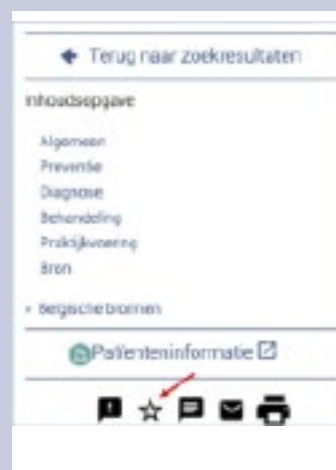 Terug naar zoekresultaten
Inhoudsopgave
Algemeen
Preventie
Diagnose
Behandeling
Praktijkvoering
Bron
Belgische bronnen
Patiënteninformatie